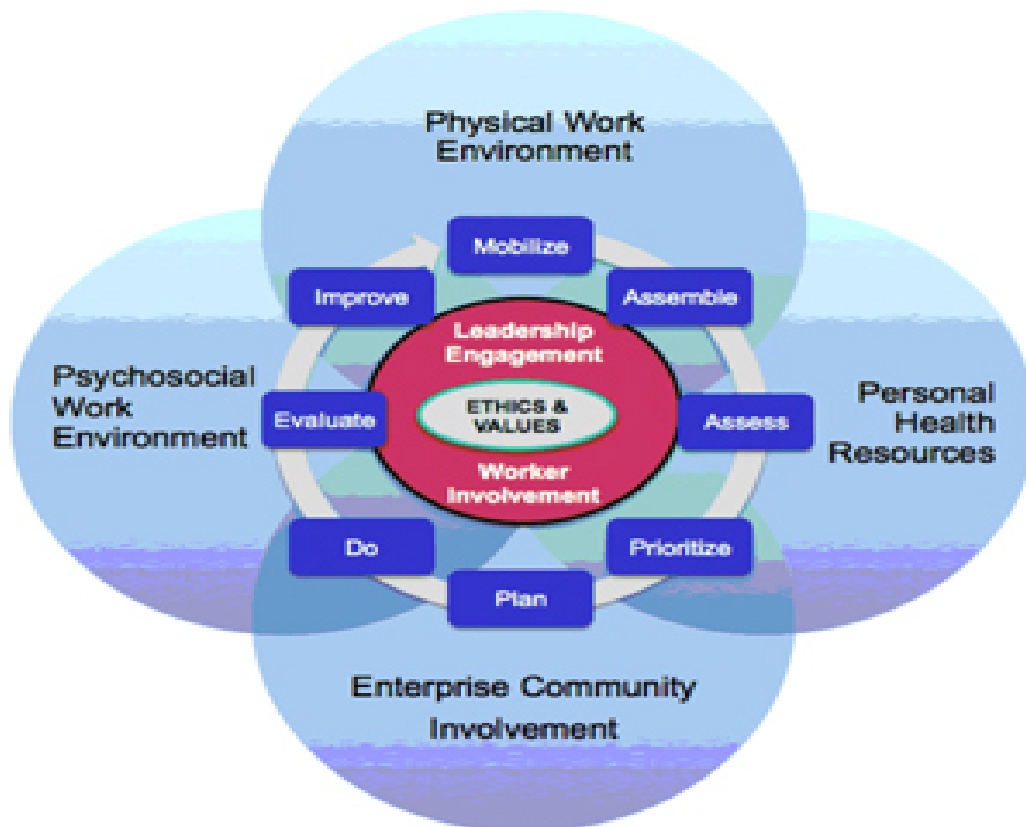 Physical Work
Environment
Mobilize
Improve
Assemble
Leadership
Engagement
Psychosocial
Work
Environment
Evaluate
ETHICS &
VALUES
Assess
Personal
Health
Resources
Worker
Involvement
Do
Prioritize
Plan
Enterprise Community
Involvement